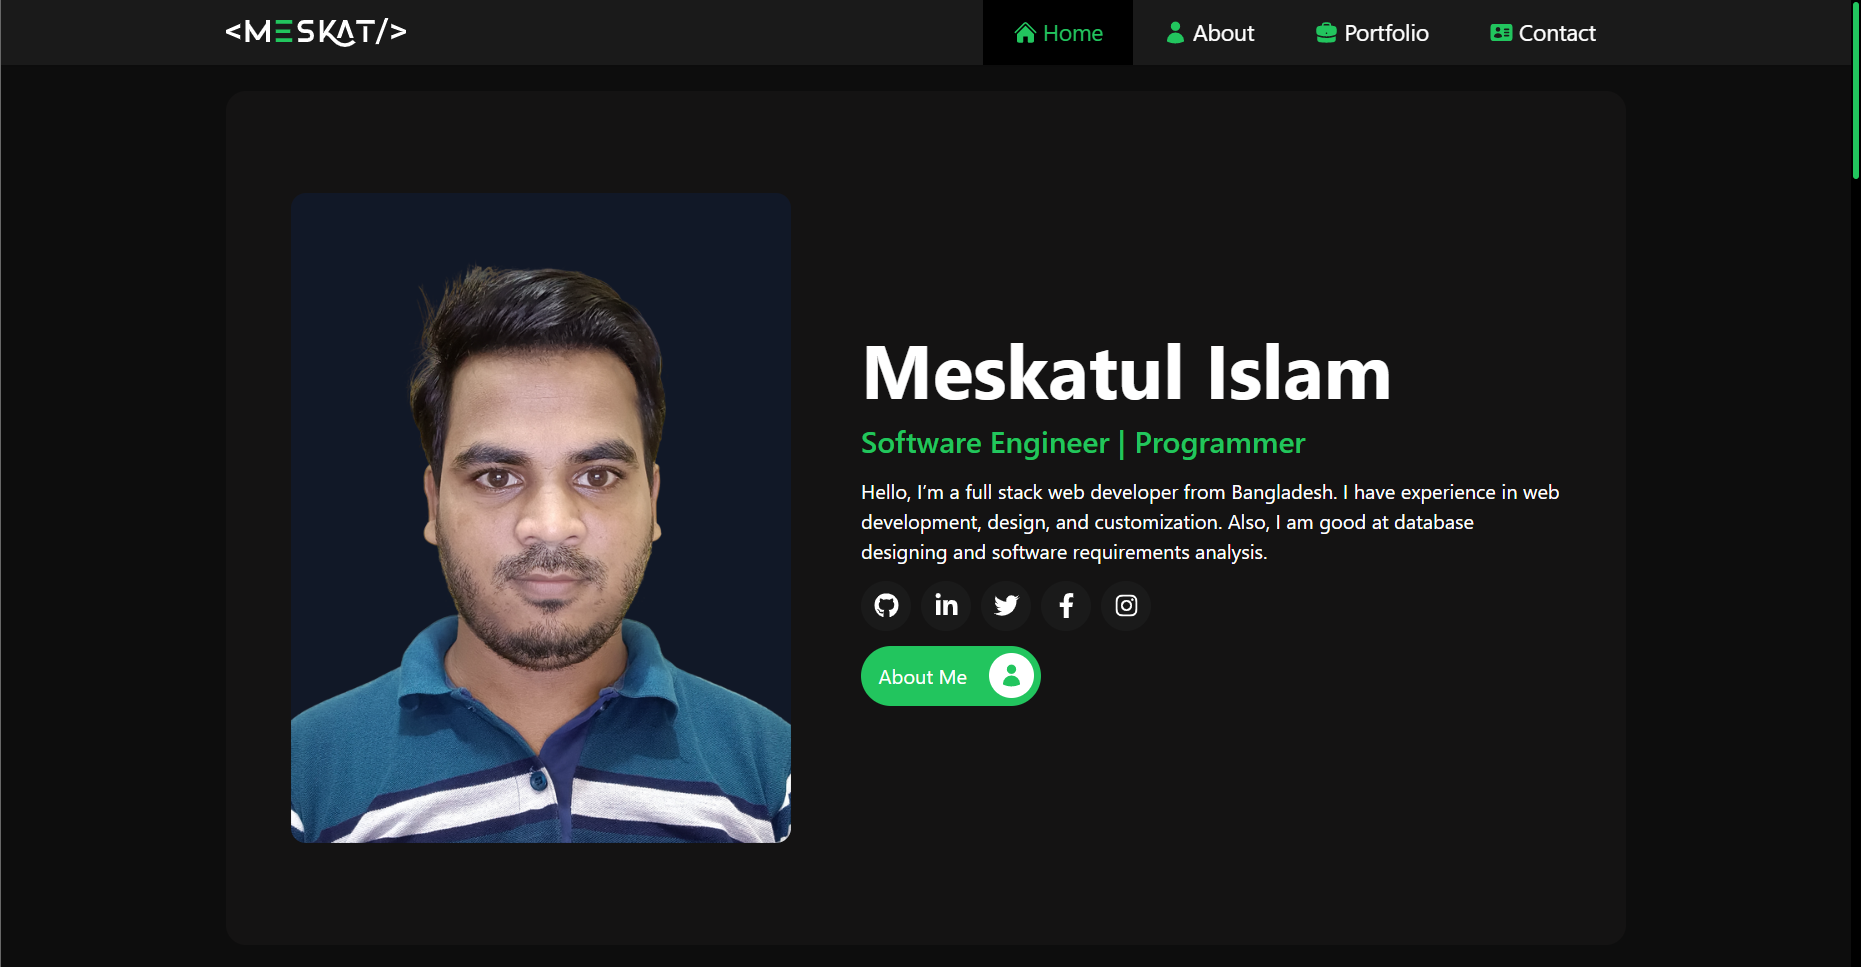 <MESKAT/>
Home
About
Portfolio
Contact
Meskatul Islam
Software Engineer | Programmer
Hello, I’m a full stack web developer from Bangladesh. I have experience in web
development, design, and customization. Also, I am good at database
designing and software requirements analysis.
About Me